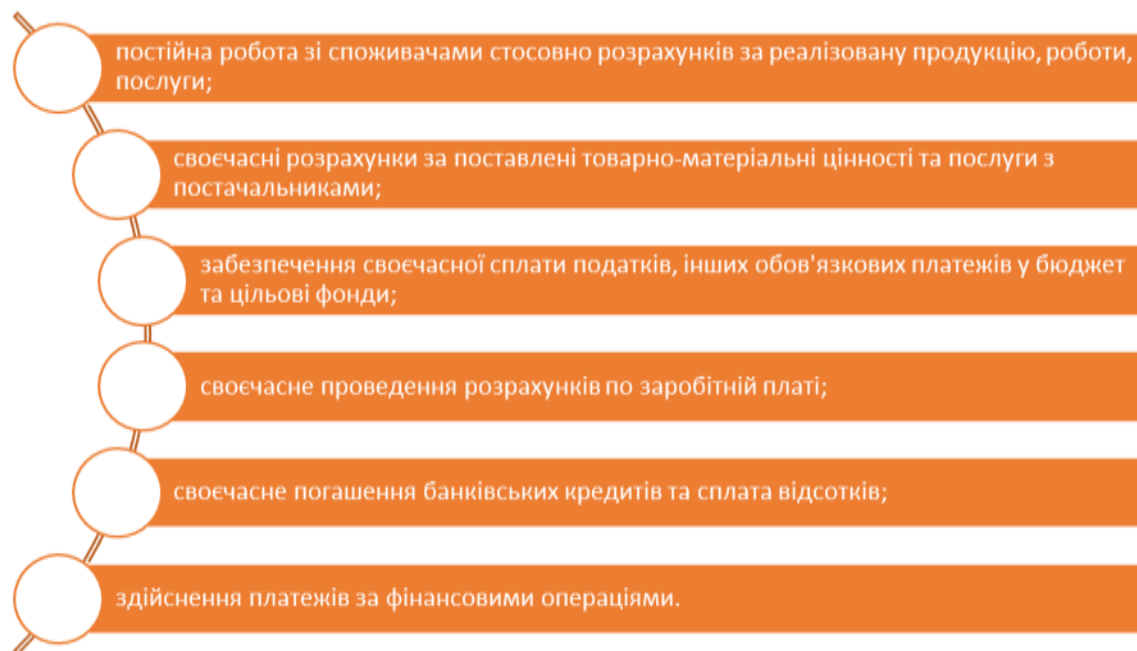 постійна робота зі споживачами стосовно розрахунків за реалізовану продукцію, роботи,
послуги;
своєчасні розрахунки за поставлені товарно-матеріальні цінності та послуги з
постачальниками;
забезпечення своєчасної сплати податків, інших обов'язкових платежів у бюджет
та цільові фонди;
своєчасне проведення розрахунків по заробітній платі;
своєчасне погашення банківських кредитів та сплата відсотків;
здійснення платежів за фінансовими операціями.